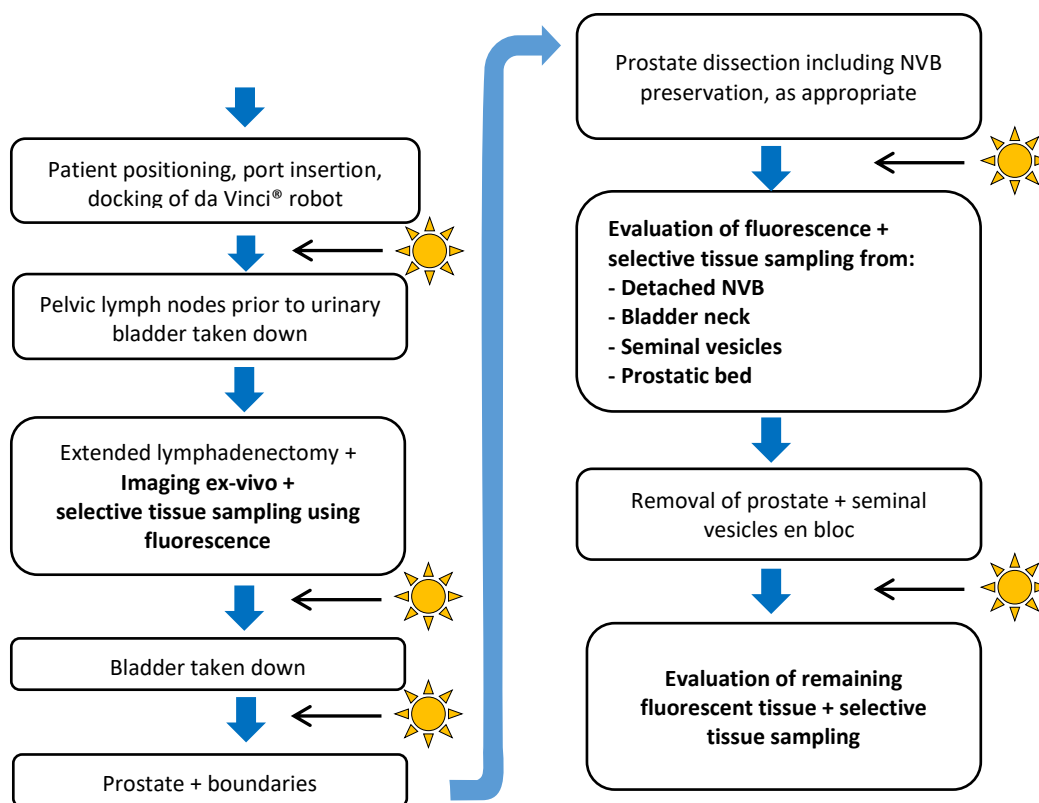 Patient positioning, port insertion,
docking of da Vinci® robot
Pelvic lymph nodes prior to urinary
bladder taken down
Extended lymphadenectomy +
Imaging ex-vivo +
selective tissue sampling using
fluorescence
Bladder taken down
Prostate + boundaries
Prostate dissection including NVB
preservation, as appropriate
Evaluation of fluorescence +
selective tissue sampling from:
- Detached NVB
- Bladder neck
- Seminal vesicles
- Prostatic bed
Removal of prostate + seminal
vesicles en bloc
Evaluation of remaining
fluorescent tissue + selective
tissue sampling